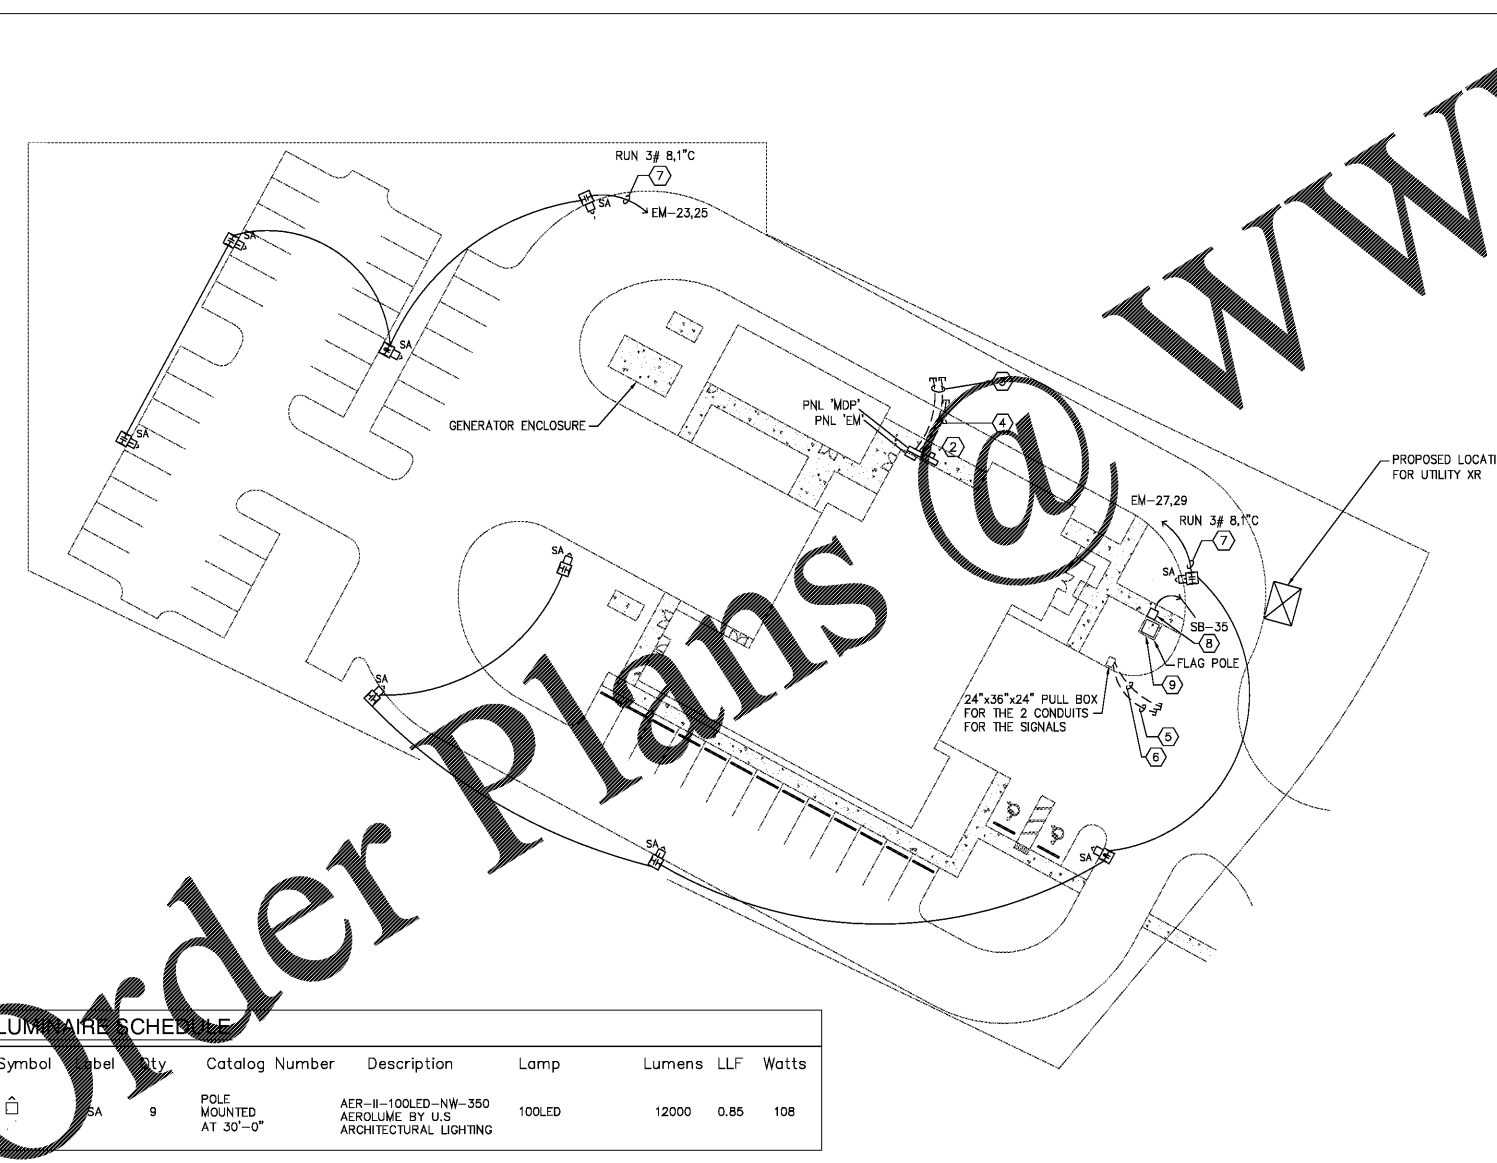 RUN 3# 8,1"C
7
SA
EM-23,25
SA
SA
SA
GENERATOR ENCLOSURE
PNL 'MDP'
PNL 'EM'
3
4
2
@
WW
PROPOSED LOCATI
FOR UTILITY XR
EM-27,29
RUN 3# 8,1"C
7
SA
SB-35
8
FLAG POLE
9
24"x36"x24" PULL BOX
FOR THE 2 CONDUITS
FOR THE SIGNALS
5
6
SA
SA
SA
SA
Order Plans
LUMINAIRE SCHEDULE
Symbol Label Qty Catalog Number Description Lamp Lumens LLF Watts
SA 9 POLE MOUNTED AT 30'-0" AER-II-100LED-NW-350 AEROLUME BY U.S ARCHITECTURAL LIGHTING 100LED 12000 0.85 108